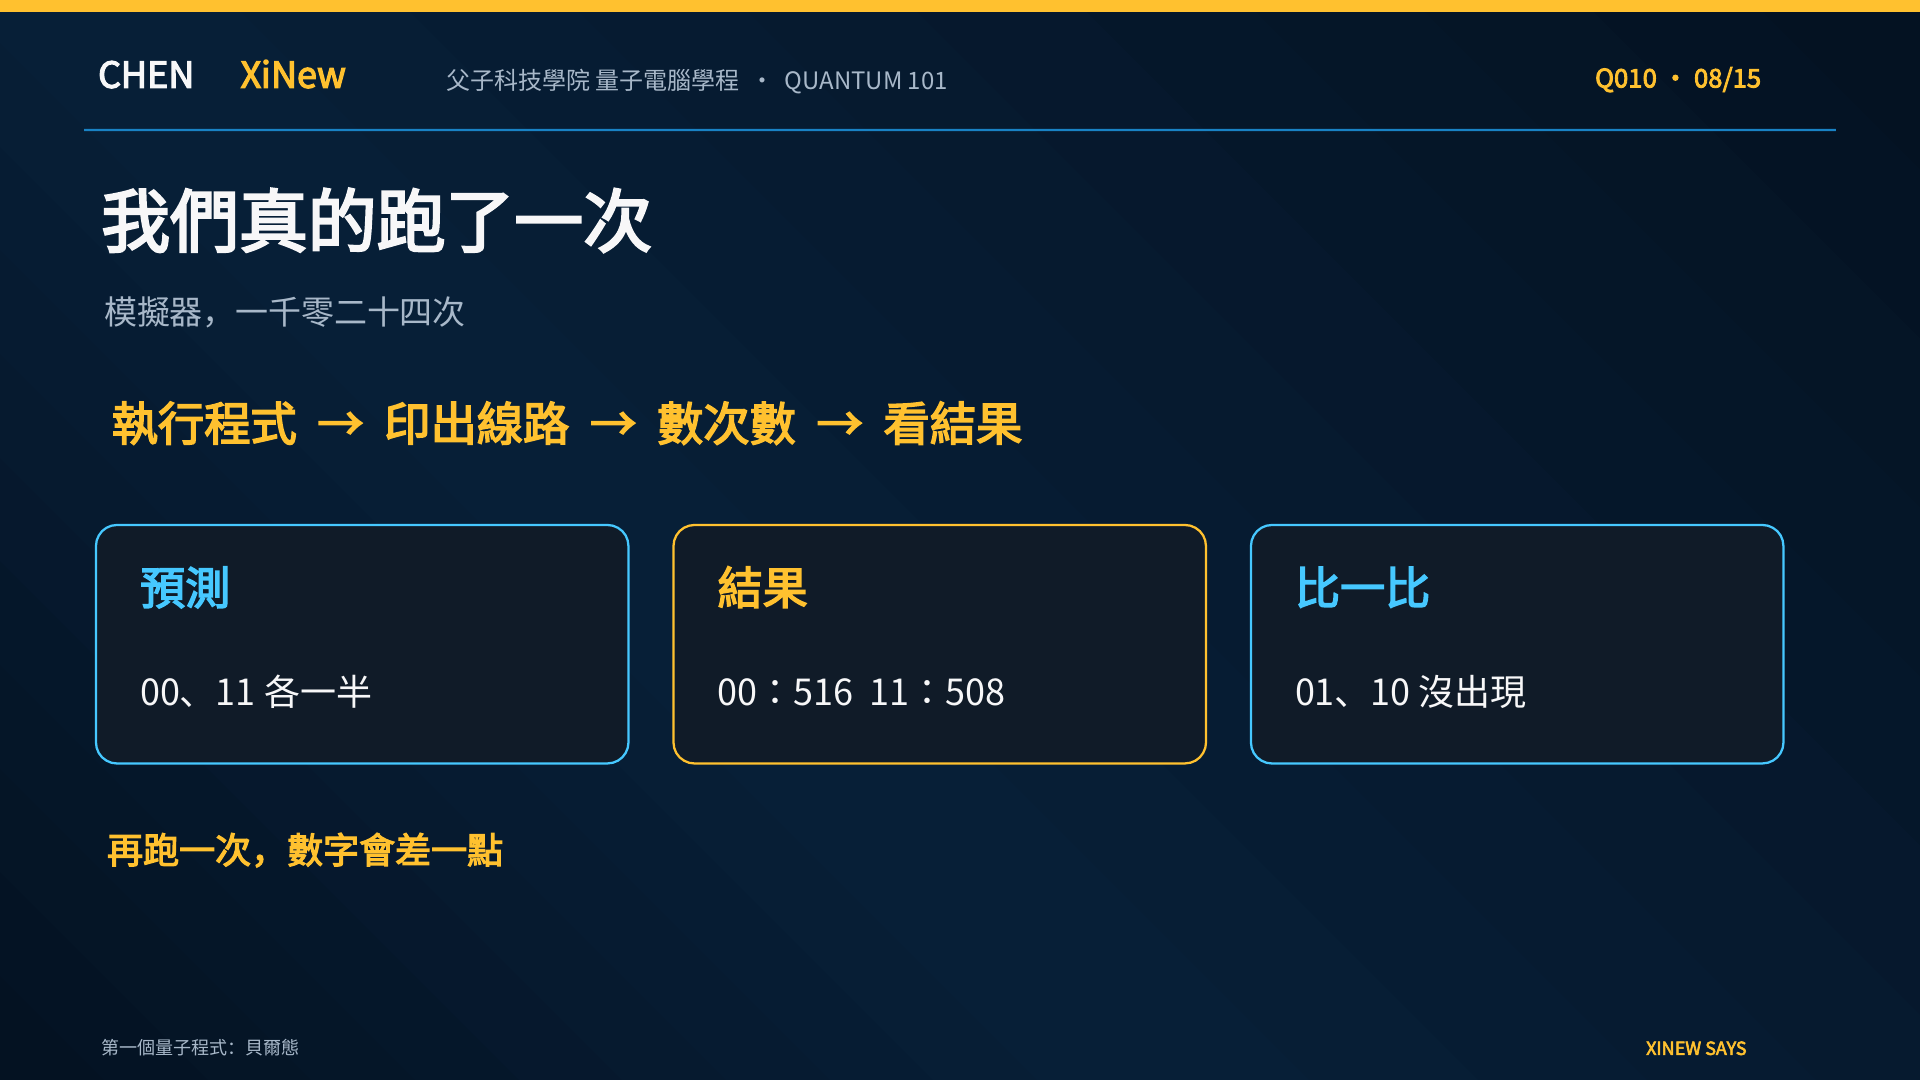 CHEN XiNew 父子科技學院 量子電腦學程 · QUANTUM 101 Q010 · 08/15
我們真的跑了一次
模擬器，一千零二十四次
執行程式 → 印出線路 → 數次數 → 看結果
預測
00、11 各一半
結果
00：516 11：508
比一比
01、10 沒出現
再跑一次，數字會差一點
第一個量子程式：貝爾態
XINEW SAYS